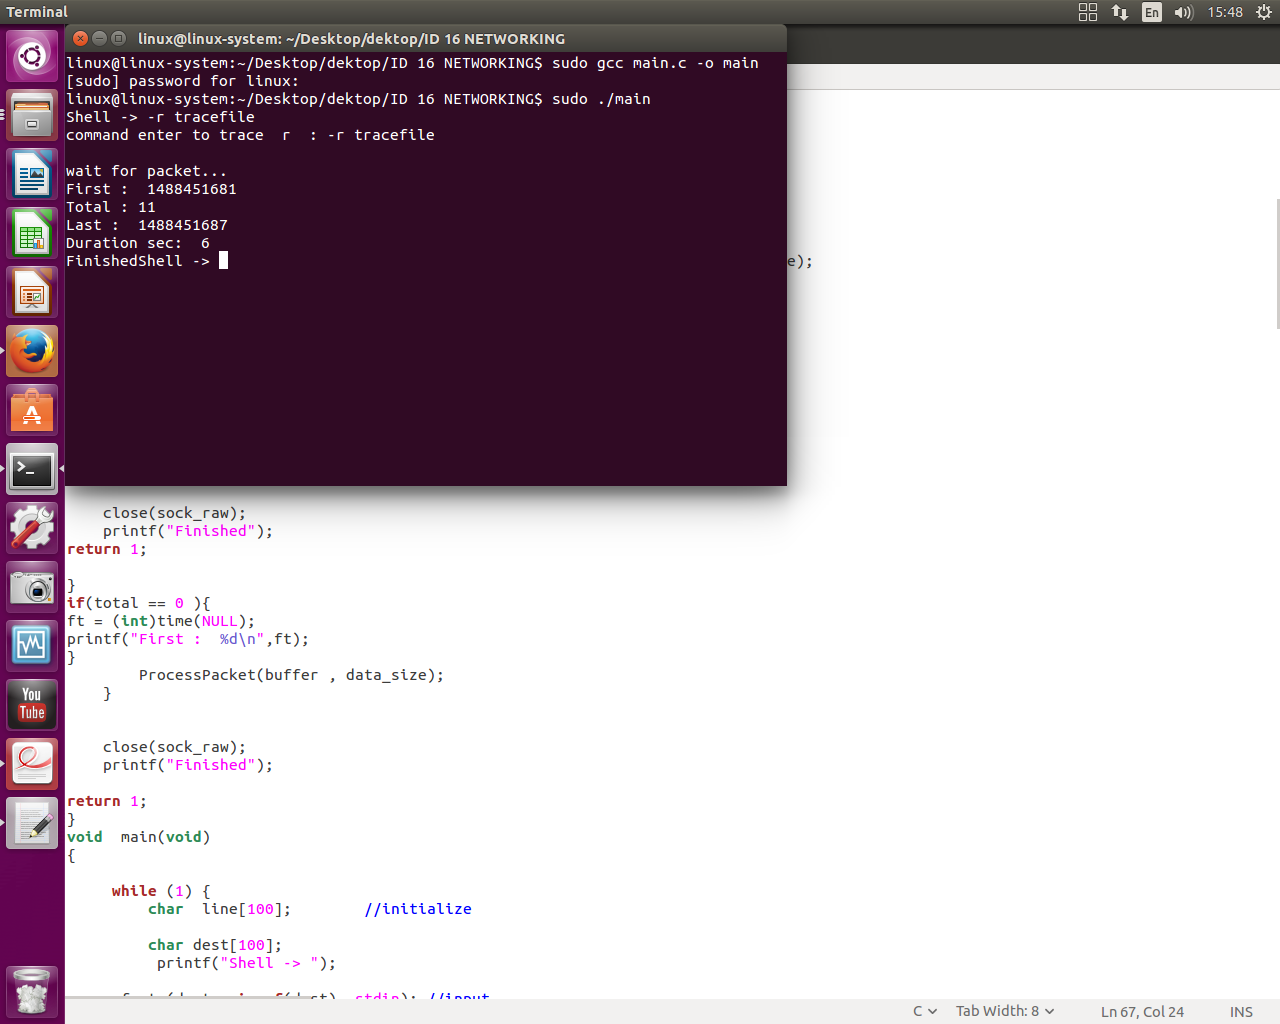 Terminal
En
15:48
linux@linux-system: ~/Desktop/dektop/ID 16 NETWORKING
linux@linux-system:~/Desktop/dektop/ID 16 NETWORKING$ sudo gcc main.c -o main
[sudo] password for linux:
linux@linux-system:~/Desktop/dektop/ID 16 NETWORKING$ sudo ./main
Shell -> -r tracefile
command enter to trace  r  : -r tracefile
wait for packet...
First :  1488451681
Total : 11
Last :  1488451687
Duration sec:  6
FinishedShell ->
e);
close(sock_raw);
printf("Finished");
return 1;
}
if(total == 0 ){
ft = (int)time(NULL);
printf("First :  %d\n",ft);
}
ProcessPacket(buffer , data_size);
}
close(sock_raw);
printf("Finished");
return 1;
}
void  main(void)
{
while (1) {
char  line[100];        //initialize
char dest[100];
printf("Shell -> ");
stdin); //input
You
Tube
C
Tab Width: 8
Ln 67, Col 24
INS